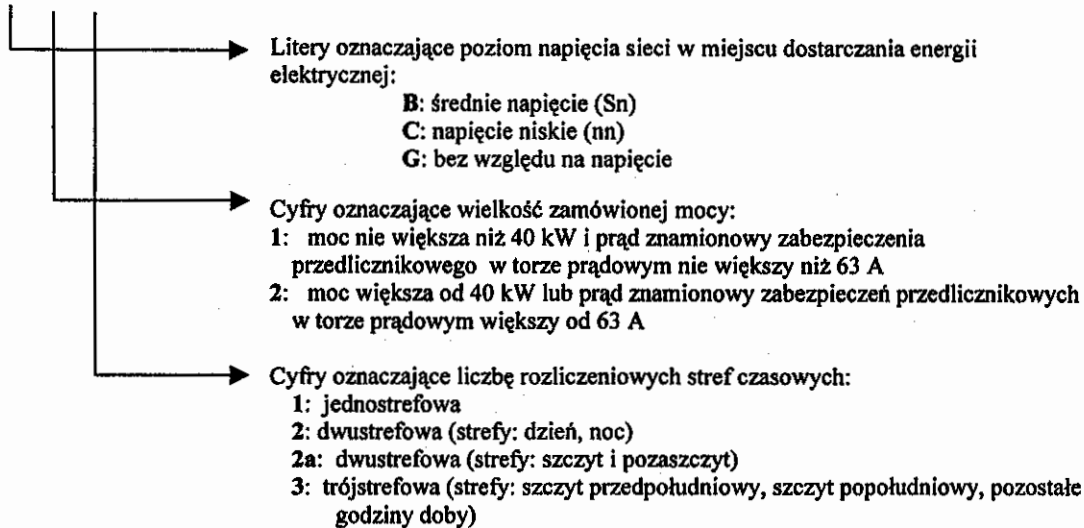 Litery oznaczające poziom napięcia sieci w miejscu dostarczania energii
elektrycznej:
B: średnie napięcie (Sn)
C: napięcie niskie (nn)
G: bez względu na napięcie
Cyfry oznaczające wielkość zamówionej mocy:
1: moc nie większa niż 40 kW i prąd znamionowy zabezpieczenia
przedlicznikowego w torze prądowym nie większy niż 63 A
2: moc większa od 40 kW lub prąd znamionowy zabezpieczeń przedlicznikowych
w torze prądowym większy od 63 A
Cyfry oznaczające liczbę rozliczeniowych stref czasowych:
1: jednostrefowa
2: dwustrefowa (strefy: dzień, noc)
2a: dwustrefowa (strefy: szczyt i pozaszczyt)
3: trójstrefowa (strefy: szczyt przedpołudniowy, szczyt popołudniowy, pozostałe
godziny doby)